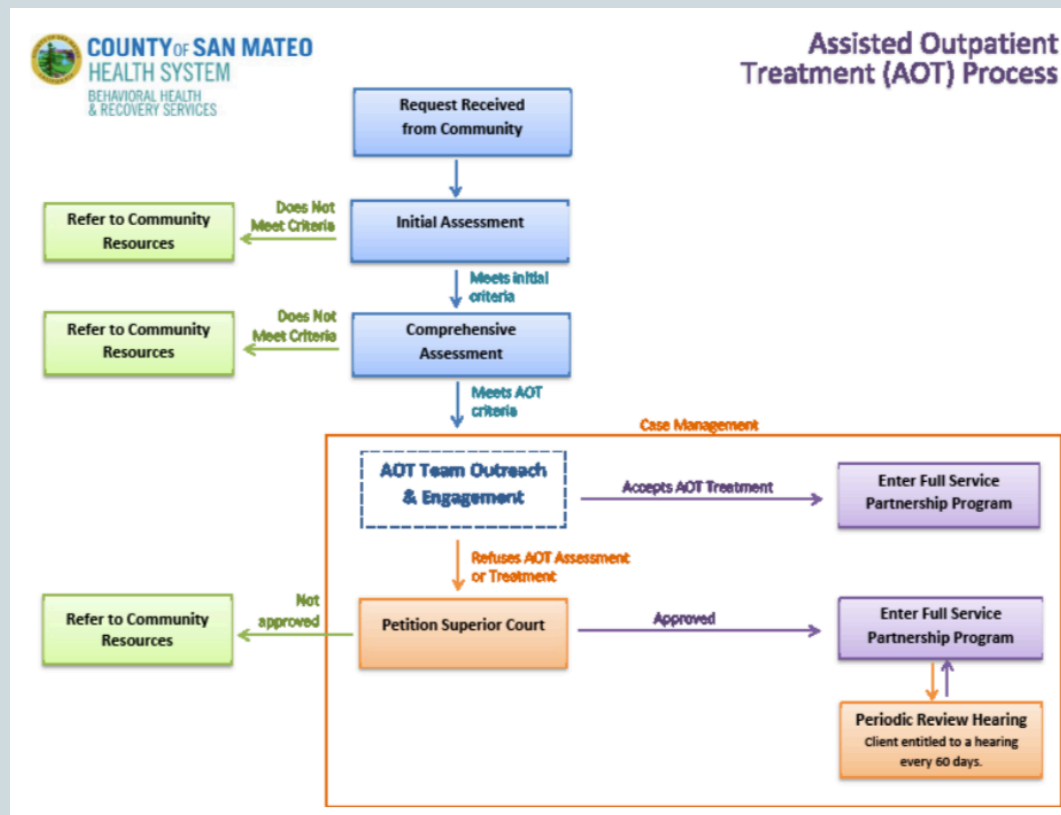 COUNTY OF SAN MATEO
HEALTH SYSTEM
BEHAVIORAL HEALTH
& RECOVERY SERVICES
Assisted Outpatient
Treatment (AOT) Process
Request Received
from Community
Refer to Community
Resources
Does Not
Meet Criteria
Initial Assessment
Meets initial
criteria
Refer to Community
Resources
Does Not
Meet Criteria
Comprehensive
Assessment
Meets AOT
criteria
Case Management
AOT Team Outreach
& Engagement
Accepts AOT Treatment
Enter Full Service
Partnership Program
Refuses AOT Assessment
or Treatment
Refer to Community
Resources
Not
approved
Petition Superior Court
Approved
Enter Full Service
Partnership Program
Periodic Review Hearing
Client entitled to a hearing
every 60 days.